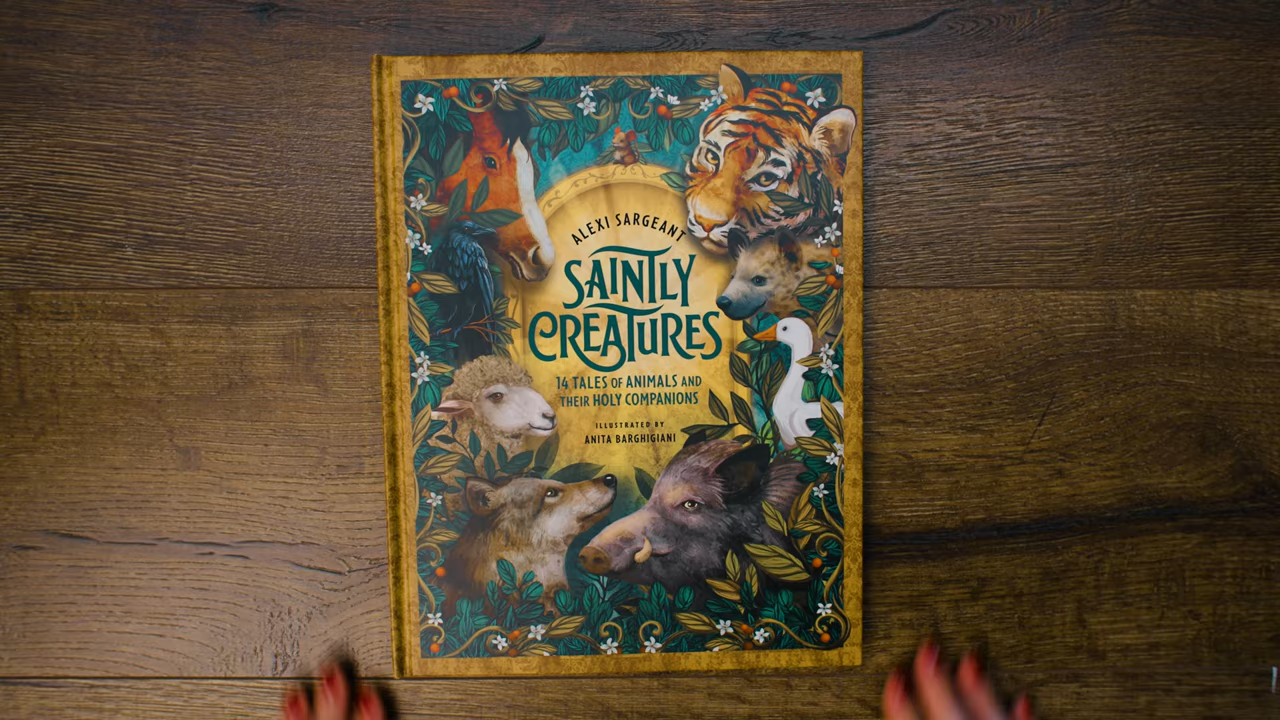 ALEXI SARGEANT
SAINTLY
CREATURES
14 TALES OF ANIMALS AND
THEIR HOLY COMPANIONS
ILLUSTRATED BY
ANITA BARGHIGIANI